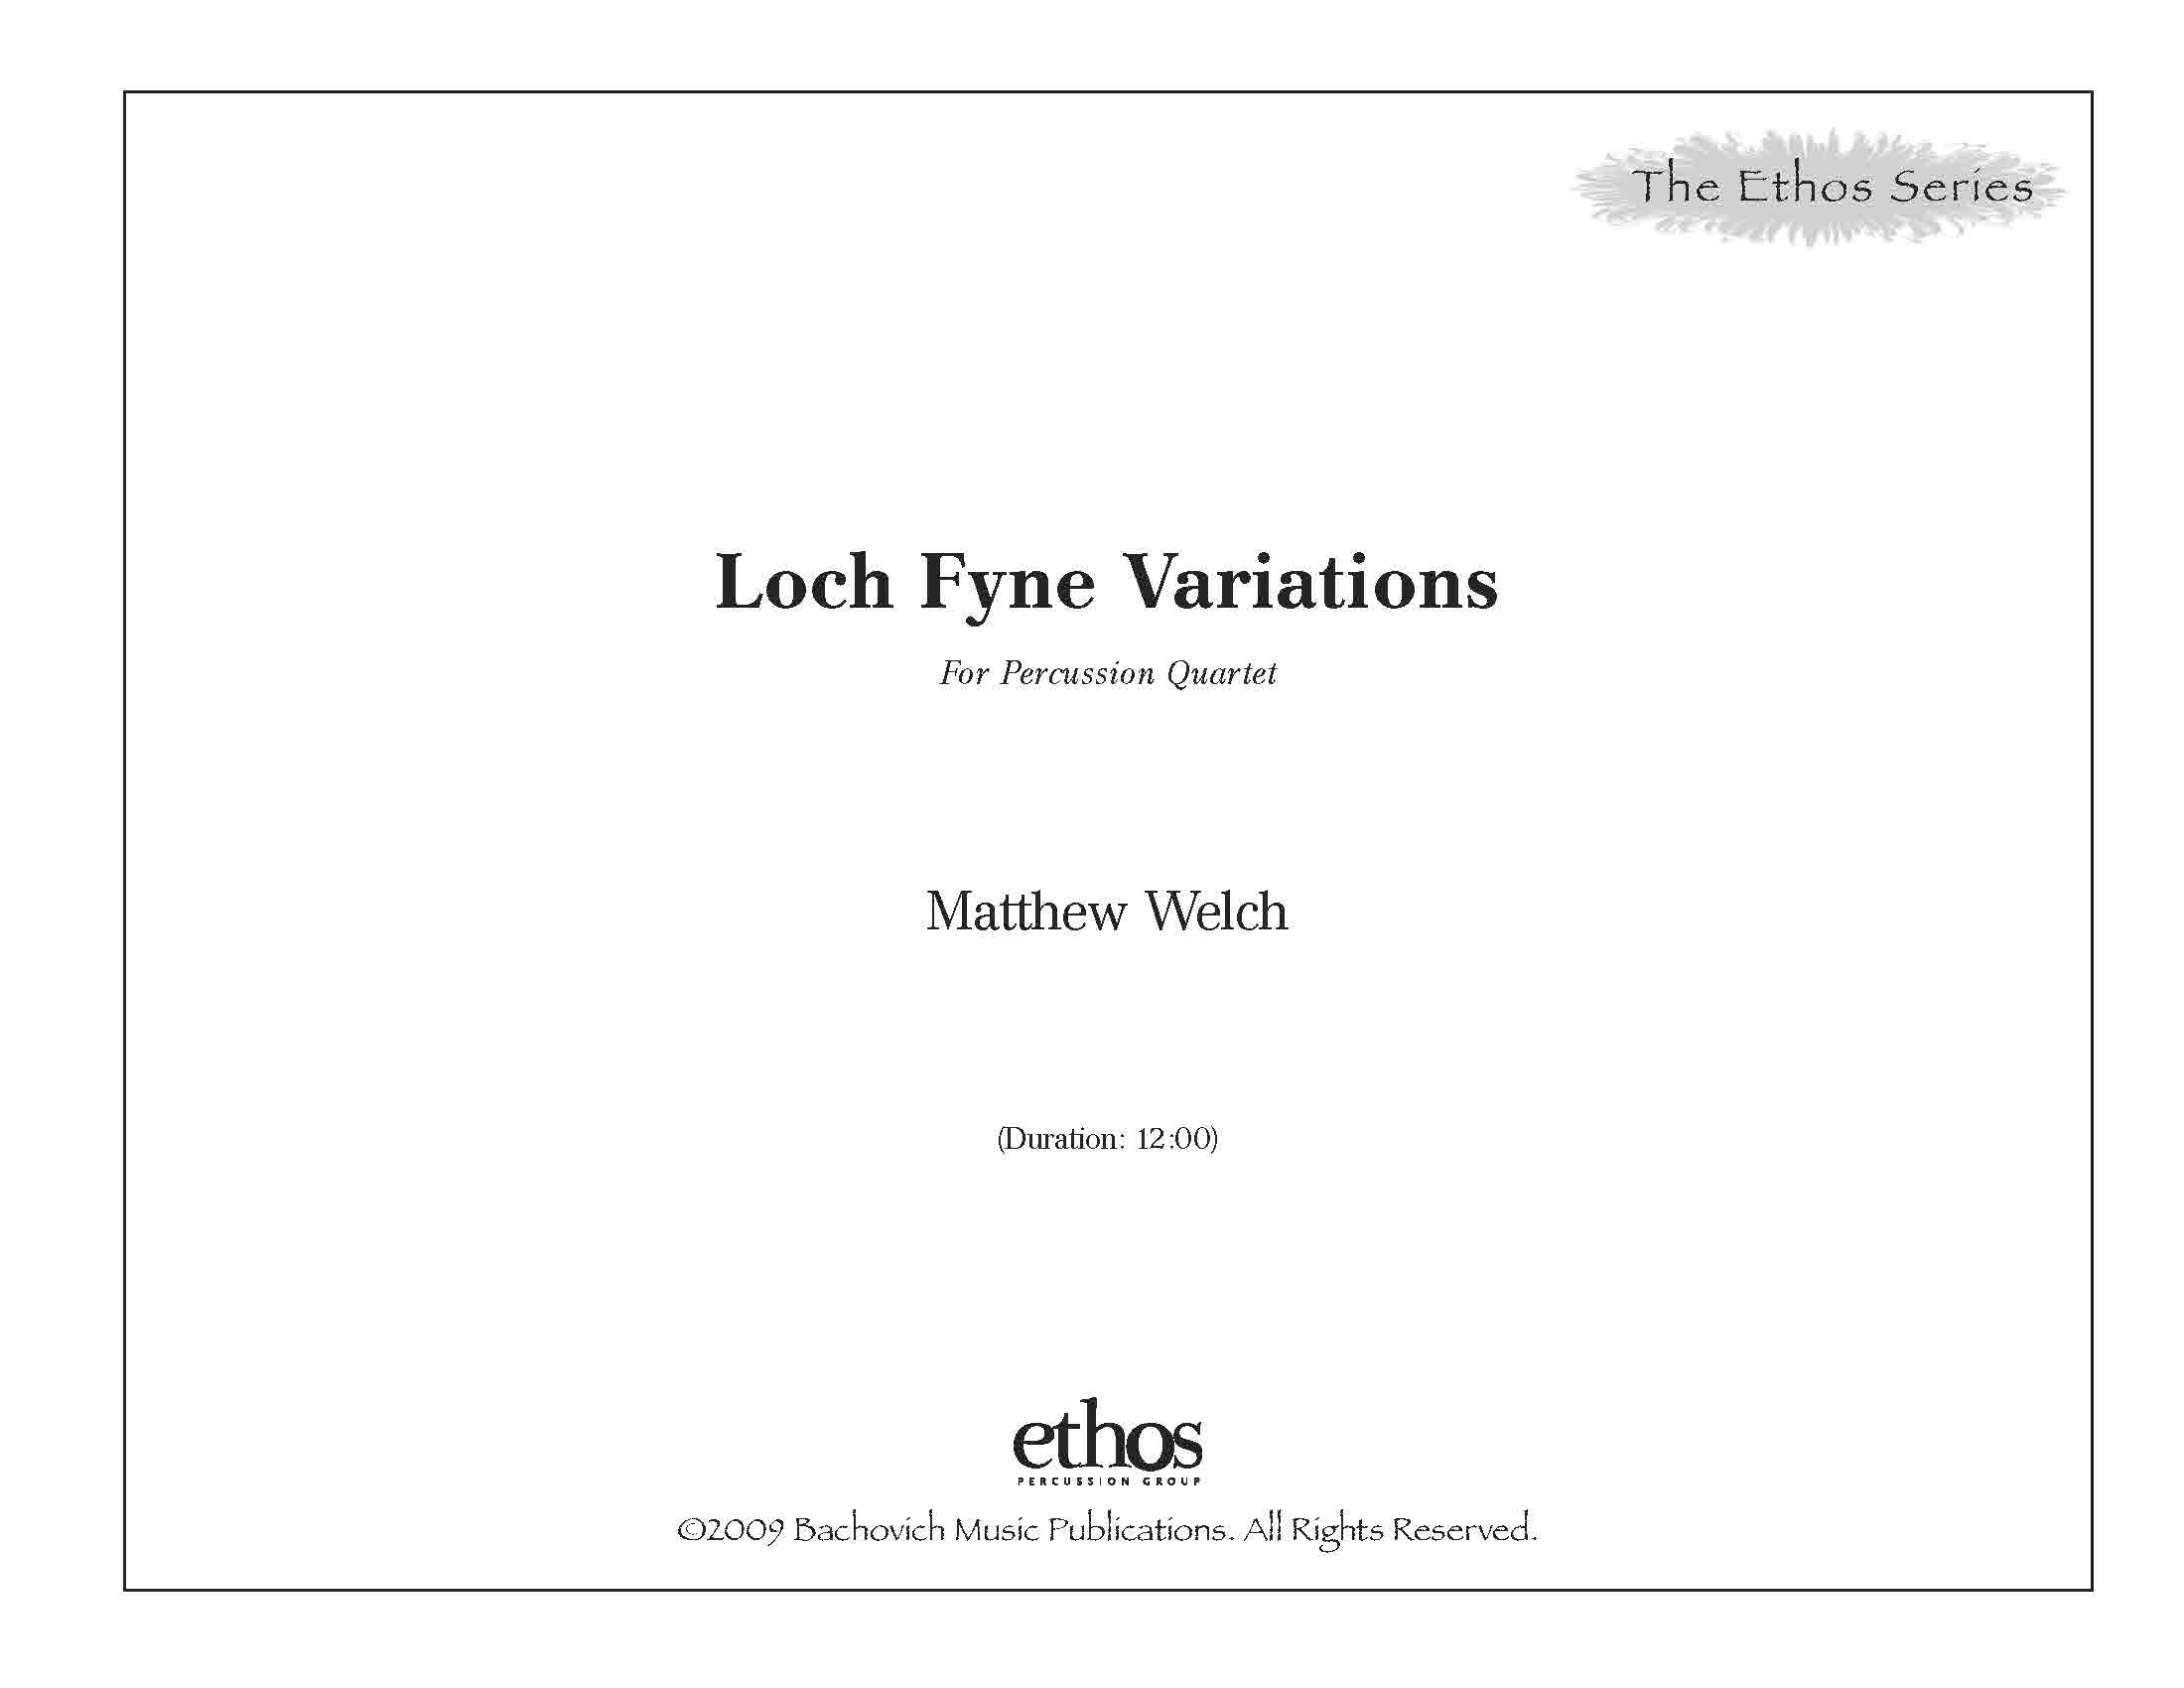 The Ethos Series
Loch Fyne Variations
For Percussion Quartet
Matthew Welch
(Duration: 12:00)
ethos
PERCUSSION GROUP
©2009 Bachovich Music Publications. All Rights Reserved.